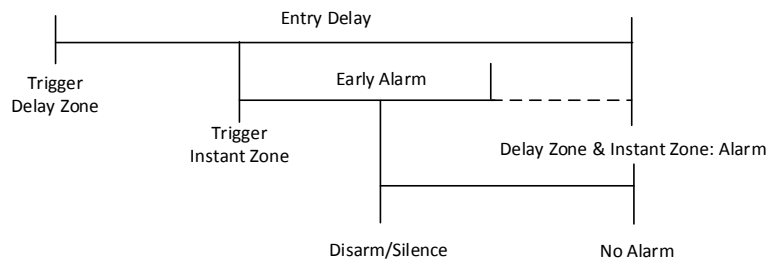 Entry Delay
Trigger
Delay Zone
Early Alarm
Trigger
Instant Zone
Delay Zone & Instant Zone: Alarm
Disarm/Silence
No Alarm